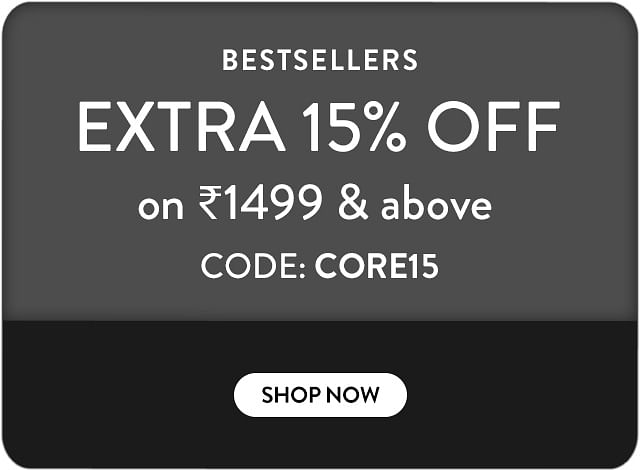 BESTSELLERS
EXTRA 15% OFF
on ₹1499 & above
CODE: CORE15
SHOP NOW